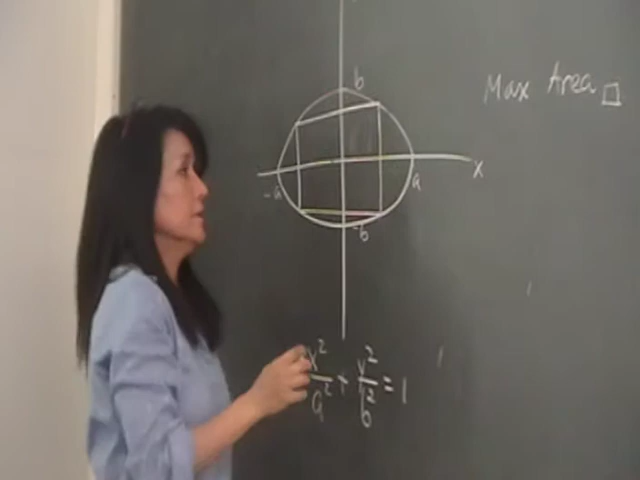 b
Max Area □
x
-a
a
-b
x²/a² + y²/b² = 1